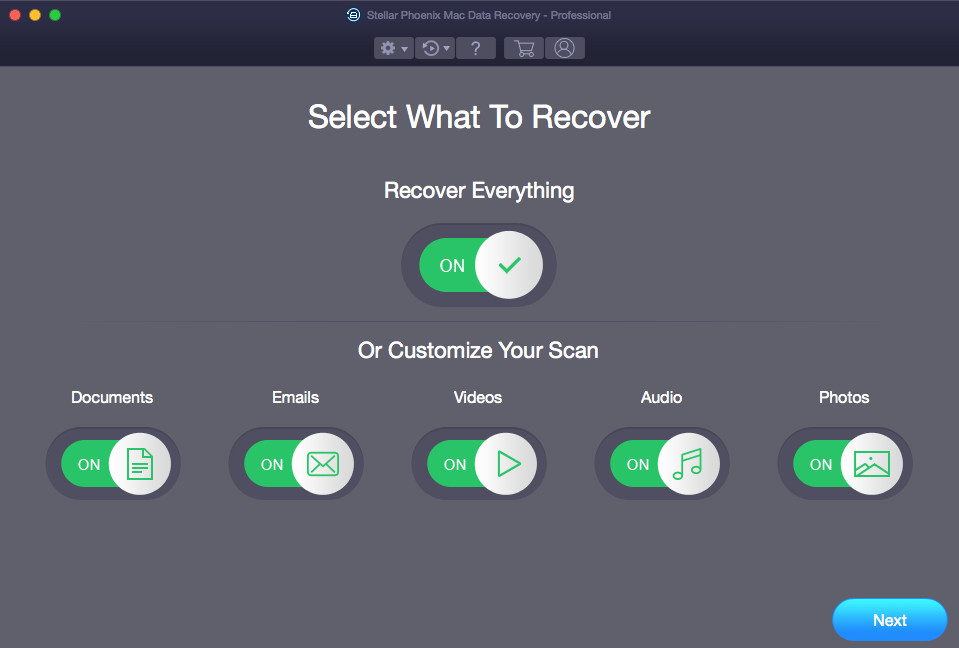 Stellar Phoenix Mac Data Recovery - Professional
?
Select What To Recover
Recover Everything
ON
Or Customize Your Scan
Documents Emails Videos Audio Photos
ON ON ON ON ON
Next